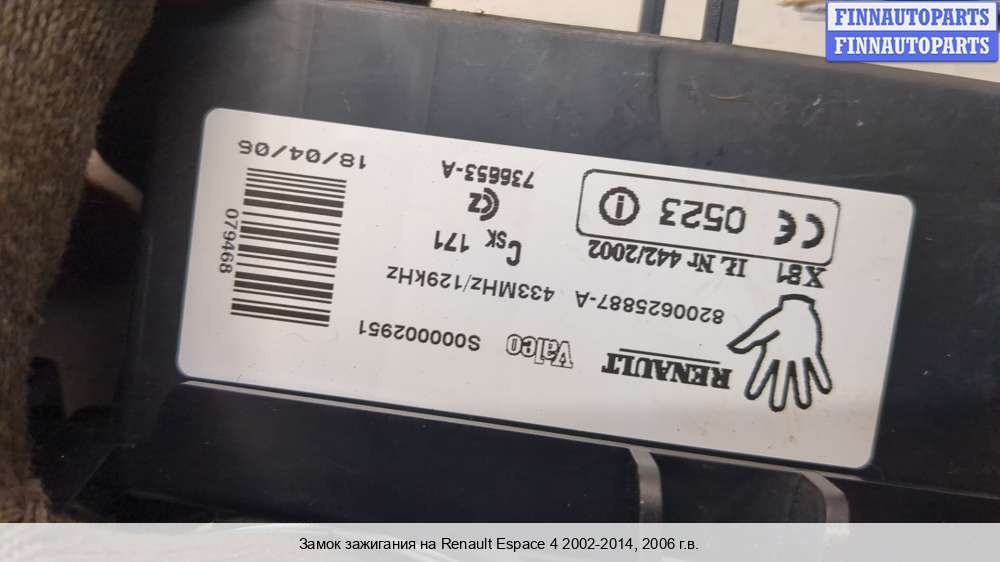 FINNAUTOPARTS
FINNAUTOPARTS
RENAULT Valeo S000002951
8200625887-A 433MHz/129kHz
X81 IL Nr 442/2002 CSK 171
CE 0523 CZ
736653-A
079468
18/04/06
Замок зажигания на Renault Espace 4 2002-2014, 2006 г.в.